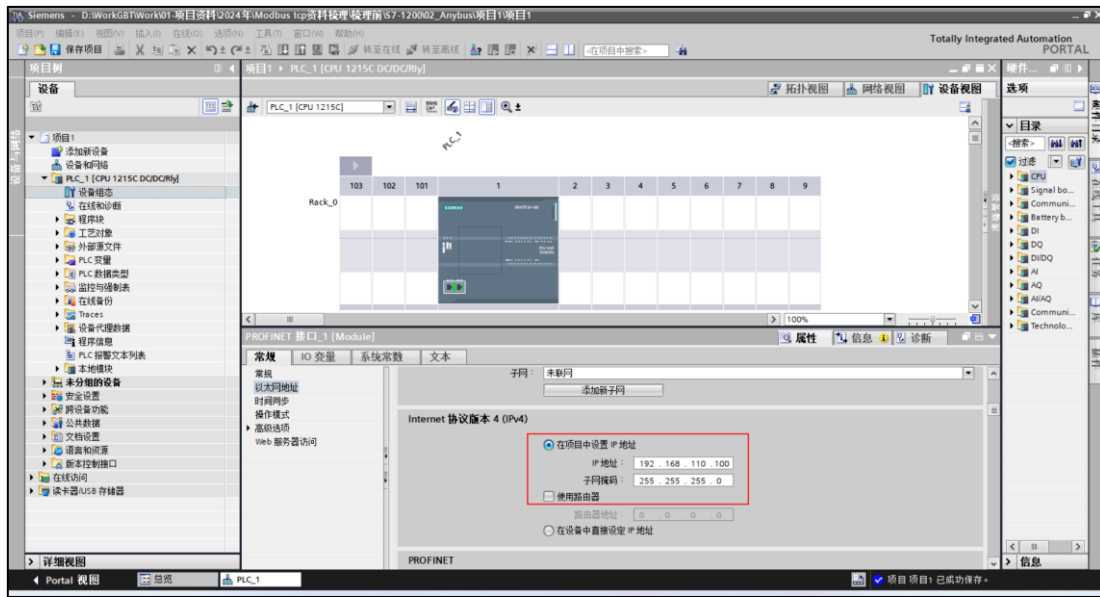 Siemens - D:\WorkGBT\Work\01-项目资料\2024年\Modbus tcp资料梳理\梳理前\S7-1200\02_Anybus\项目1\项目1
项目(P) 编辑(E) 视图(V) 插入(I) 在线(O) 选项(N) 工具(T) 窗口(W) 帮助(H)
Totally Integrated Automation
PORTAL
保存项目
转至在线
转至离线
<在项目中搜索>
项目树
项目1 ▸ PLC_1 [CPU 1215C DC/DC/Rly]
硬件...
设备
拓扑视图
网络视图
设备视图
选项
PLC_1 [CPU 1215C]
目录
<搜索>
过滤
项目1
添加新设备
设备和网络
PLC_1 [CPU 1215C DC/DC/Rly]
设备组态
在线和诊断
程序块
工艺对象
外部源文件
PLC 变量
PLC 数据类型
监控与强制表
在线备份
Traces
设备代理数据
程序信息
PLC 报警文本列表
本地模块
未分组的设备
安全设置
跨设备功能
公共数据
文档设置
语言和资源
版本控制接口
在线访问
读卡器/USB 存储器
PLC_1
103 102 101 1 2 3 4 5 6 7 8 9
Rack_0
SIEMENS
100%
CPU
Signal bo...
Communi...
Battery b...
DI
DQ
DI/DQ
AI
AQ
AI/AQ
Communi...
Technolo...
PROFINET 接口_1 [Module]
属性
信息
诊断
常规
IO 变量
系统常数
文本
常规
以太网地址
时间同步
操作模式
高级选项
Web 服务器访问
子网： 未联网
添加新子网
Internet 协议版本 4 (IPv4)
在项目中设置 IP 地址
IP 地址： 192 . 168 . 110 . 100
子网掩码： 255 . 255 . 255 . 0
使用路由器
路由器地址： 0 . 0 . 0 . 0
在设备中直接设定 IP 地址
PROFINET
详细视图
信息
Portal 视图
总览
PLC_1
项目 项目1 已成功保存。